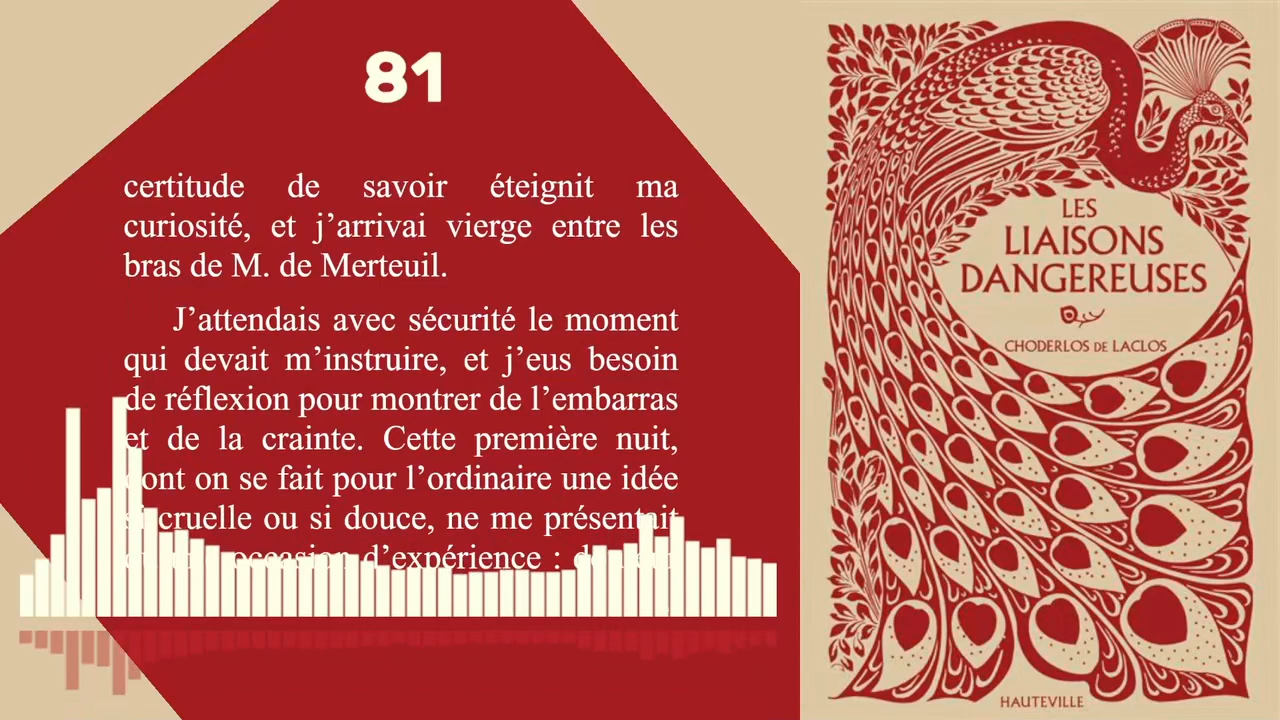 81
certitude de savoir éteignit ma
curiosité, et j’arrivai vierge entre les
bras de M. de Merteuil.
J’attendais avec sécurité le moment
qui devait m’instruire, et j’eus besoin
de réflexion pour montrer de l’embarras
et de la crainte. Cette première nuit,
dont on se fait pour l’ordinaire une idée
si cruelle ou si douce, ne me présentait
occasion d’expérience :
LES
LIAISONS
DANGEREUSES
CHODERLOS DE LACLOS
HAUTEVILLE